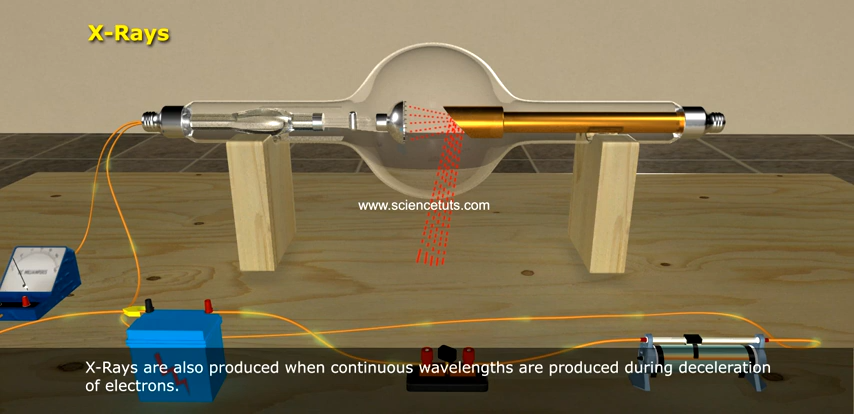 X-Rays
www.sciencetuts.com
X-Rays are also produced when continuous wavelengths are produced during deceleration
of electrons.